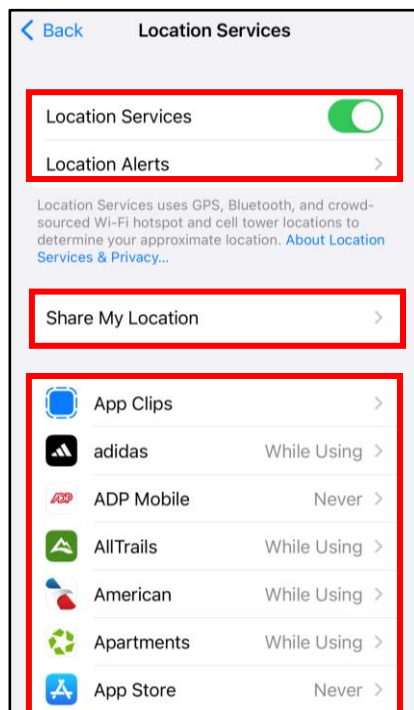 Back Location Services
Location Services
Location Alerts
Location Services uses GPS, Bluetooth, and crowd-
sourced Wi-Fi hotspot and cell tower locations to
determine your approximate location. About Location
Services & Privacy...
Share My Location
App Clips
adidas While Using
ADP ADP Mobile Never
AllTrails While Using
American While Using
Apartments While Using
App Store Never